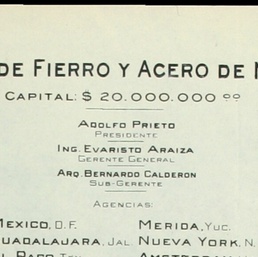 DE FIERRO Y ACERO DE
CAPITAL: $ 20.000.000 00
ADOLFO PRIETO
PRESIDENTE
ING. EVARISTO ARAIZA
GERENTE GENERAL
ARQ. BERNARDO CALDERON
SUB-GERENTE
AGENCIAS:
MEXICO, D.F. MERIDA, YUC.
GUADALAJARA, JAL. NUEVA YORK, N.